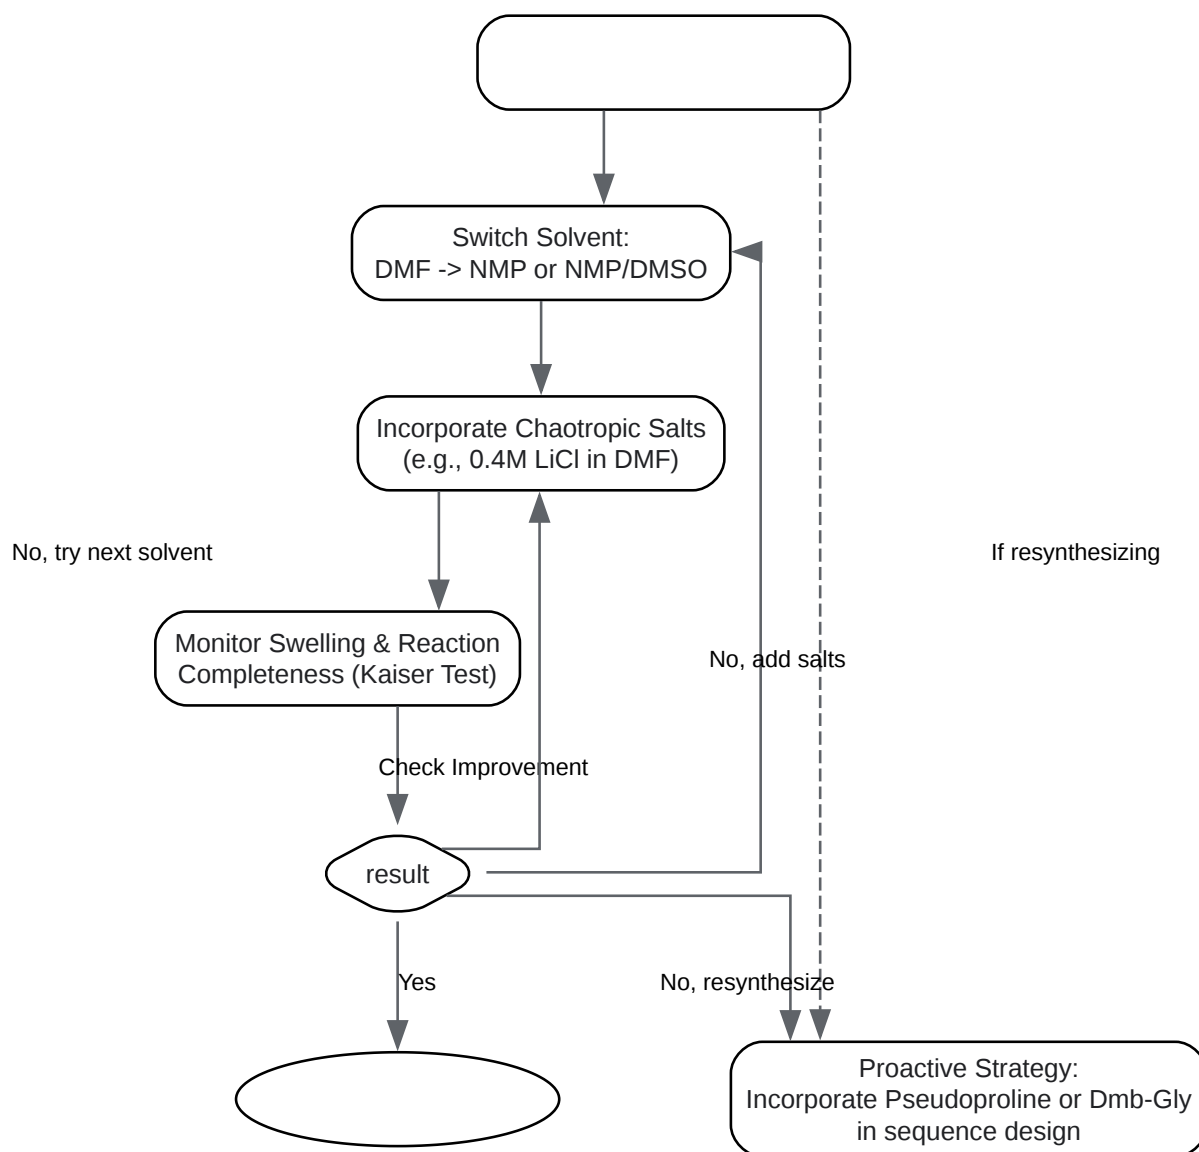 Switch Solvent:
DMF -> NMP or NMP/DMSO
Incorporate Chaotropic Salts
(e.g., 0.4M LiCl in DMF)
No, try next solvent
If resynthesizing
Monitor Swelling & Reaction
Completeness (Kaiser Test)
No, add salts
Check Improvement
result
Yes
No, resynthesize
Proactive Strategy:
Incorporate Pseudoproline or Dmb-Gly
in sequence design